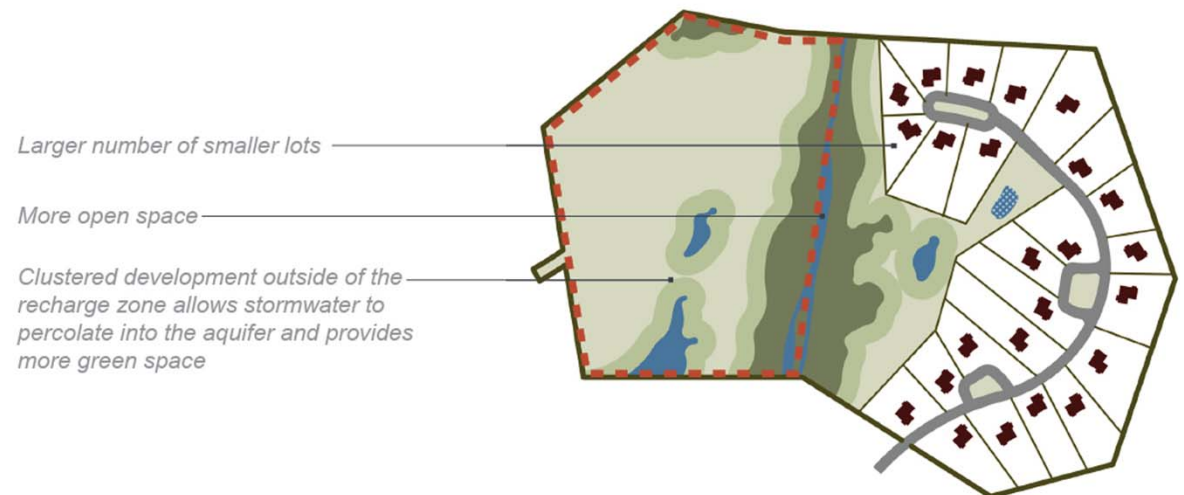 Larger number of smaller lots
More open space
Clustered development outside of the
recharge zone allows stormwater to
percolate into the aquifer and provides
more green space